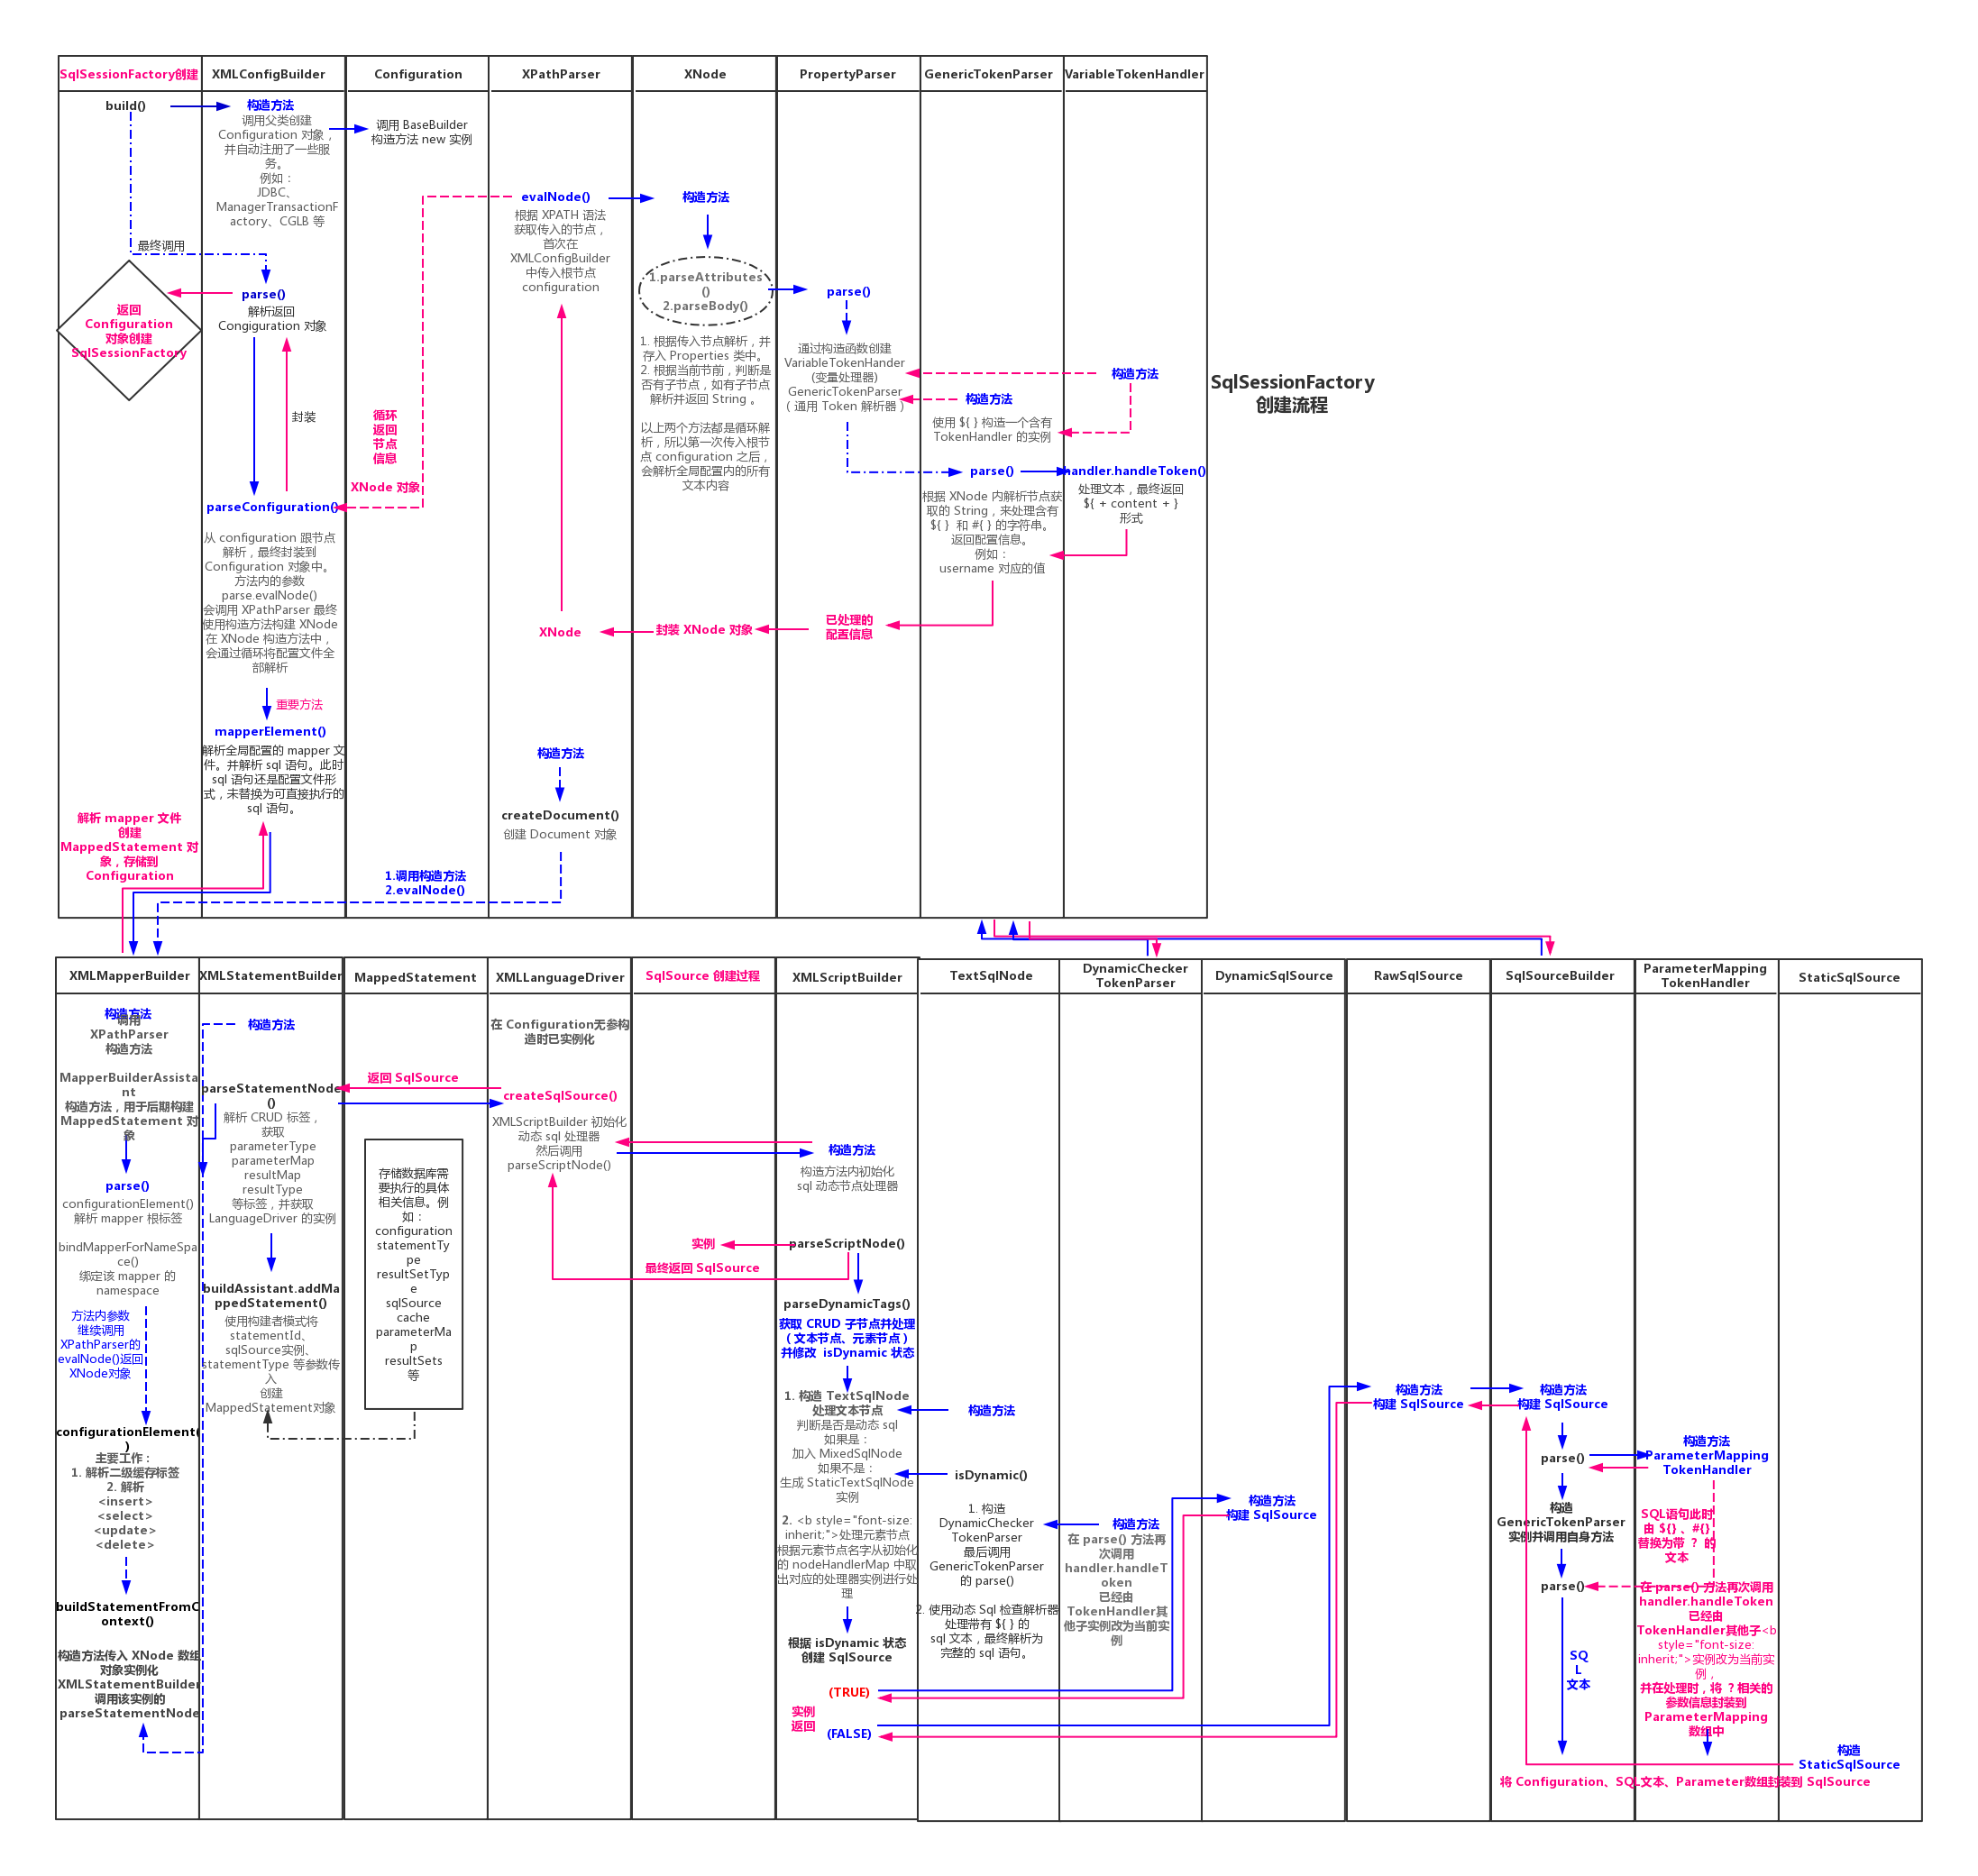 SqlSessionFactory创建
XMLConfigBuilder
Configuration
XPathParser
XNode
PropertyParser
GenericTokenParser
VariableTokenHandler
build()
最终调用
返回
Configuration
对象创建
SqlSessionFactory
解析 mapper 文件
创建
MappedStatement 对
象，存储到
Configuration
构造方法
调用父类创建
Configuration 对象，
并自动注册了一些服
务。
例如：
JDBC、
ManagerTransactionF
actory、CGLB 等
parse()
解析返回
Congiguration 对象
封装
parseConfiguration()
从 configuration 跟节点
解析，最终封装到
Configuration 对象中。
方法内的参数
parse.evalNode()
会调用 XPathParser 最终
使用构造方法构建 XNode
在 XNode 构造方法中，
会通过循环将配置文件全
部解析
重要方法
mapperElement()
解析全局配置的 mapper 文
件。并解析 sql 语句。此时
sql 语句还是配置文件形
式，未替换为可直接执行的
sql 语句。
调用 BaseBuilder
构造方法 new 实例
循环
返回
节点
信息
XNode 对象
1.调用构造方法
2.evalNode()
evalNode()
根据 XPATH 语法
获取传入的节点，
首次在
XMLConfigBuilder
中传入根节点
configuration
XNode
构造方法
createDocument()
创建 Document 对象
构造方法
1.parseAttributes
()
2.parseBody()
1. 根据传入节点解析，并
存入 Properties 类中。
2. 根据当前节前，判断是
否有子节点，如有子节点
解析并返回 String 。
以上两个方法都是循环解
析，所以第一次传入根节
点 configuration 之后，
会解析全局配置内的所有
文本内容
封装 XNode 对象
parse()
通过构造函数创建
VariableTokenHander
(变量处理器)
GenericTokenParser
( 通用 Token 解析器 )
已处理的
配置信息
构造方法
使用 ${ } 构造一个含有
TokenHandler 的实例
parse()
根据 XNode 内解析节点获
取的 String，来处理含有
${ } 和 #{ } 的字符串。
返回配置信息。
例如：
username 对应的值
构造方法
handler.handleToken()
处理文本，最终返回
${ + content + }
形式
SqlSessionFactory
创建流程
XMLMapperBuilder
XMLStatementBuilder
MappedStatement
XMLLanguageDriver
SqlSource 创建过程
XMLScriptBuilder
TextSqlNode
DynamicChecker
TokenParser
DynamicSqlSource
RawSqlSource
SqlSourceBuilder
ParameterMapping
TokenHandler
StaticSqlSource
构造方法
调用
XPathParser
构造方法
MapperBuilderAssista
nt
构造方法，用于后期构建
MappedStatement 对
象
parse()
configurationElement()
解析 mapper 根标签
bindMapperForNameSpa
ce()
绑定该 mapper 的
namespace
方法内参数
继续调用
XPathParser的
evalNode()返回
XNode对象
configurationElement(
)
主要工作：
1. 解析二级缓存标签
2. 解析
<insert>
<select>
<update>
<delete>
buildStatementFromC
ontext()
构造方法传入 XNode 数组
对象实例化
XMLStatementBuilder
调用该实例的
parseStatementNode
构造方法
parseStatementNode
()
解析 CRUD 标签，
获取
parameterType
parameterMap
resultMap
resultType
等标签，并获取
LanguageDriver 的实例
buildAssistant.addMa
ppedStatement()
使用构建者模式将
statementId、
sqlSource实例、
statementType 等参数传
入
创建
MappedStatement对象
返回 SqlSource
存储数据库需
要执行的具体
相关信息。例
如：
configuration
statementTy
pe
resultSetTyp
e
sqlSource
cache
parameterMa
p
resultSets
等
在 Configuration无参构
造时已实例化
createSqlSource()
XMLScriptBuilder 初始化
动态 sql 处理器
然后调用
parseScriptNode()
实例
最终返回 SqlSource
构造方法
构造方法内初始化
sql 动态节点处理器
parseScriptNode()
parseDynamicTags()
获取 CRUD 子节点并处理
( 文本节点、元素节点 )
并修改 isDynamic 状态
1. 构造 TextSqlNode
处理文本节点
判断是否是动态 sql
如果是：
加入 MixedSqlNode
如果不是：
生成 StaticTextSqlNode
实例
2. <b style="font-size:
inherit;">处理元素节点
根据元素节点名字从初始化
的 nodeHandlerMap 中取
出对应的处理器实例进行处
理
根据 isDynamic 状态
创建 SqlSource
(TRUE)
实例
返回
(FALSE)
构造方法
isDynamic()
1. 构造
DynamicChecker
TokenParser
最后调用
GenericTokenParser
的 parse()
2. 使用动态 Sql 检查解析器
处理带有 ${ } 的
sql 文本，最终解析为
完整的 sql 语句。
构造方法
在 parse() 方法再
次调用
handler.handleT
oken
已经由
TokenHandler其
他子实例改为当前实
例
构造方法
构建 SqlSource
构造方法
构建 SqlSource
构造方法
构建 SqlSource
parse()
构造
GenericTokenParser
实例并调用自身方法
parse()
SQ
L
文本
构造方法
ParameterMapping
TokenHandler
SQL语句此时
由 ${} 、#{}
替换为带 ？ 的
文本
在 parse() 方法再次调用
handler.handleToken
已经由
TokenHandler其他子<b
style="font-size:
inherit;">实例改为当前实
例，
并在处理时，将 ？相关的
参数信息封装到
ParameterMapping
数组中
构造
StaticSqlSource
将 Configuration、SQL文本、Parameter数组封装到 SqlSource